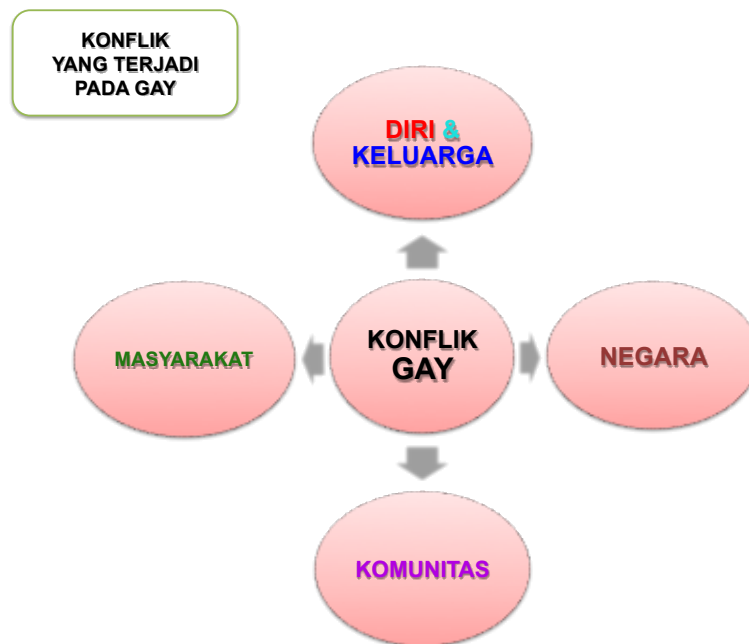 KONFLIK
YANG TERJADI
PADA GAY
DIRI &
KELUARGA
MASYARAKAT
KONFLIK
GAY
NEGARA
KOMUNITAS